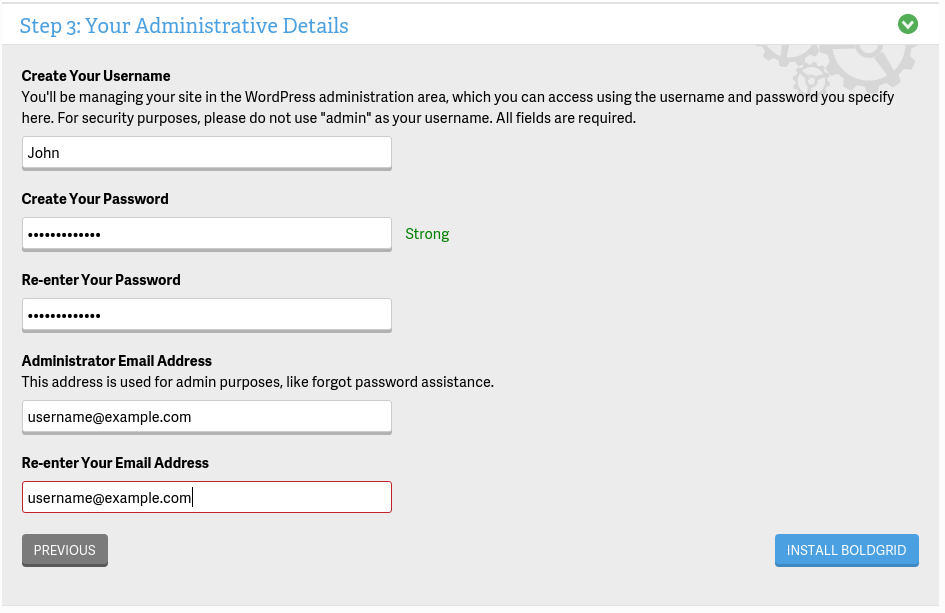 Step 3: Your Administrative Details
Create Your Username
You'll be managing your site in the WordPress administration area, which you can access using the username and password you specify
here. For security purposes, please do not use "admin" as your username. All fields are required.
John
Create Your Password
•••••••••••••
Strong
Re-enter Your Password
•••••••••••••
Administrator Email Address
This address is used for admin purposes, like forgot password assistance.
username@example.com
Re-enter Your Email Address
username@example.com
PREVIOUS
INSTALL BOLDGRID